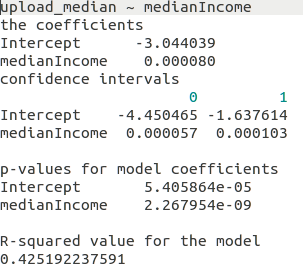 upload_median ~ medianIncome
the coefficients
Intercept -3.044039
medianIncome 0.000080
confidence intervals
0 1
Intercept -4.450465 -1.637614
medianIncome 0.000057 0.000103
p-values for model coefficients
Intercept 5.405864e-05
medianIncome 2.267954e-09
R-squared value for the model
0.425192237591